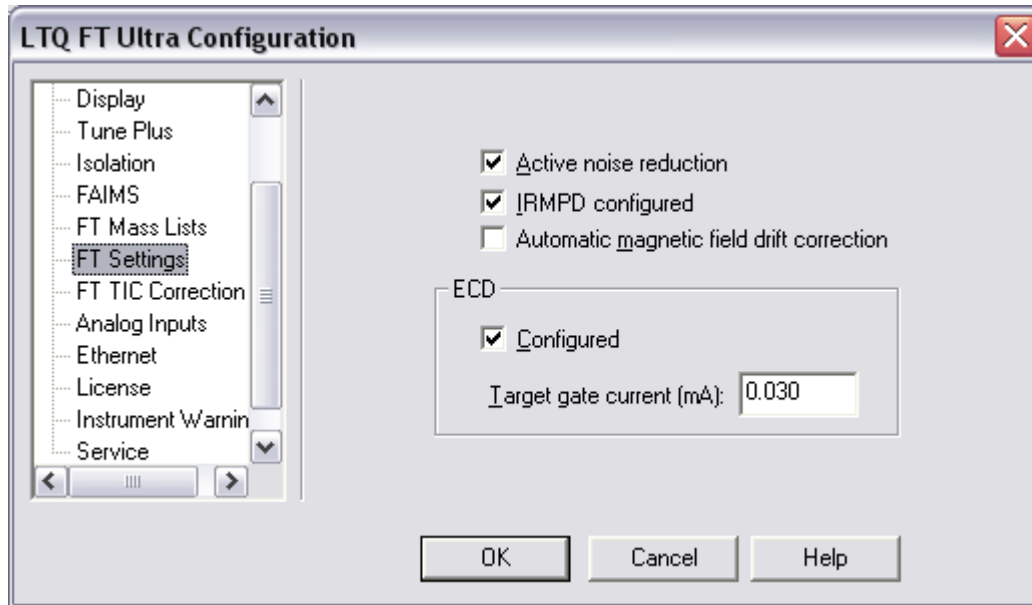 LTQ FT Ultra Configuration
Display
Tune Plus
Isolation
FAIMS
FT Mass Lists
FT Settings
FT TIC Correction
Analog Inputs
Ethernet
License
Instrument Warnin
Service
Active noise reduction
IRMPD configured
Automatic magnetic field drift correction
ECD
Configured
Target gate current (mA): 0.030
OK Cancel Help